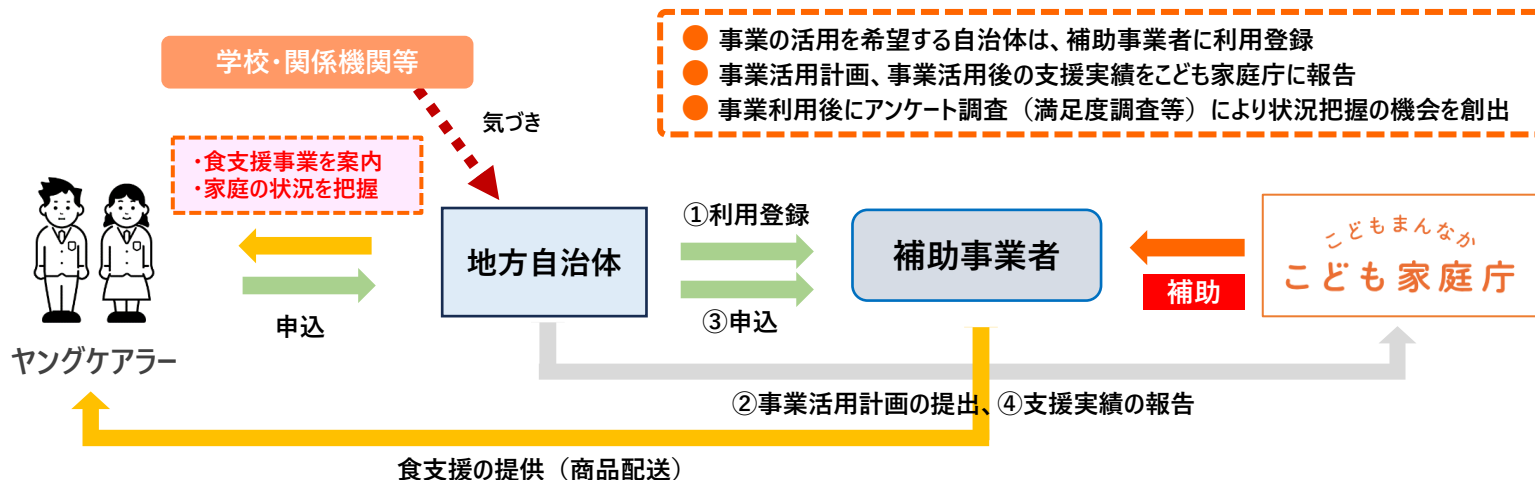 学校・関係機関等
● 事業の活用を希望する自治体は、補助事業者に利用登録
● 事業活用計画、事業活用後の支援実績をこども家庭庁に報告
● 事業利用後にアンケート調査（満足度調査等）により状況把握の機会を創出
気づき
・食支援事業を案内
・家庭の状況を把握
①利用登録
地方自治体
補助事業者
こどもまんなか
こども家庭庁
補助
申込
③申込
ヤングケアラー
②事業活用計画の提出、④支援実績の報告
食支援の提供（商品配送）